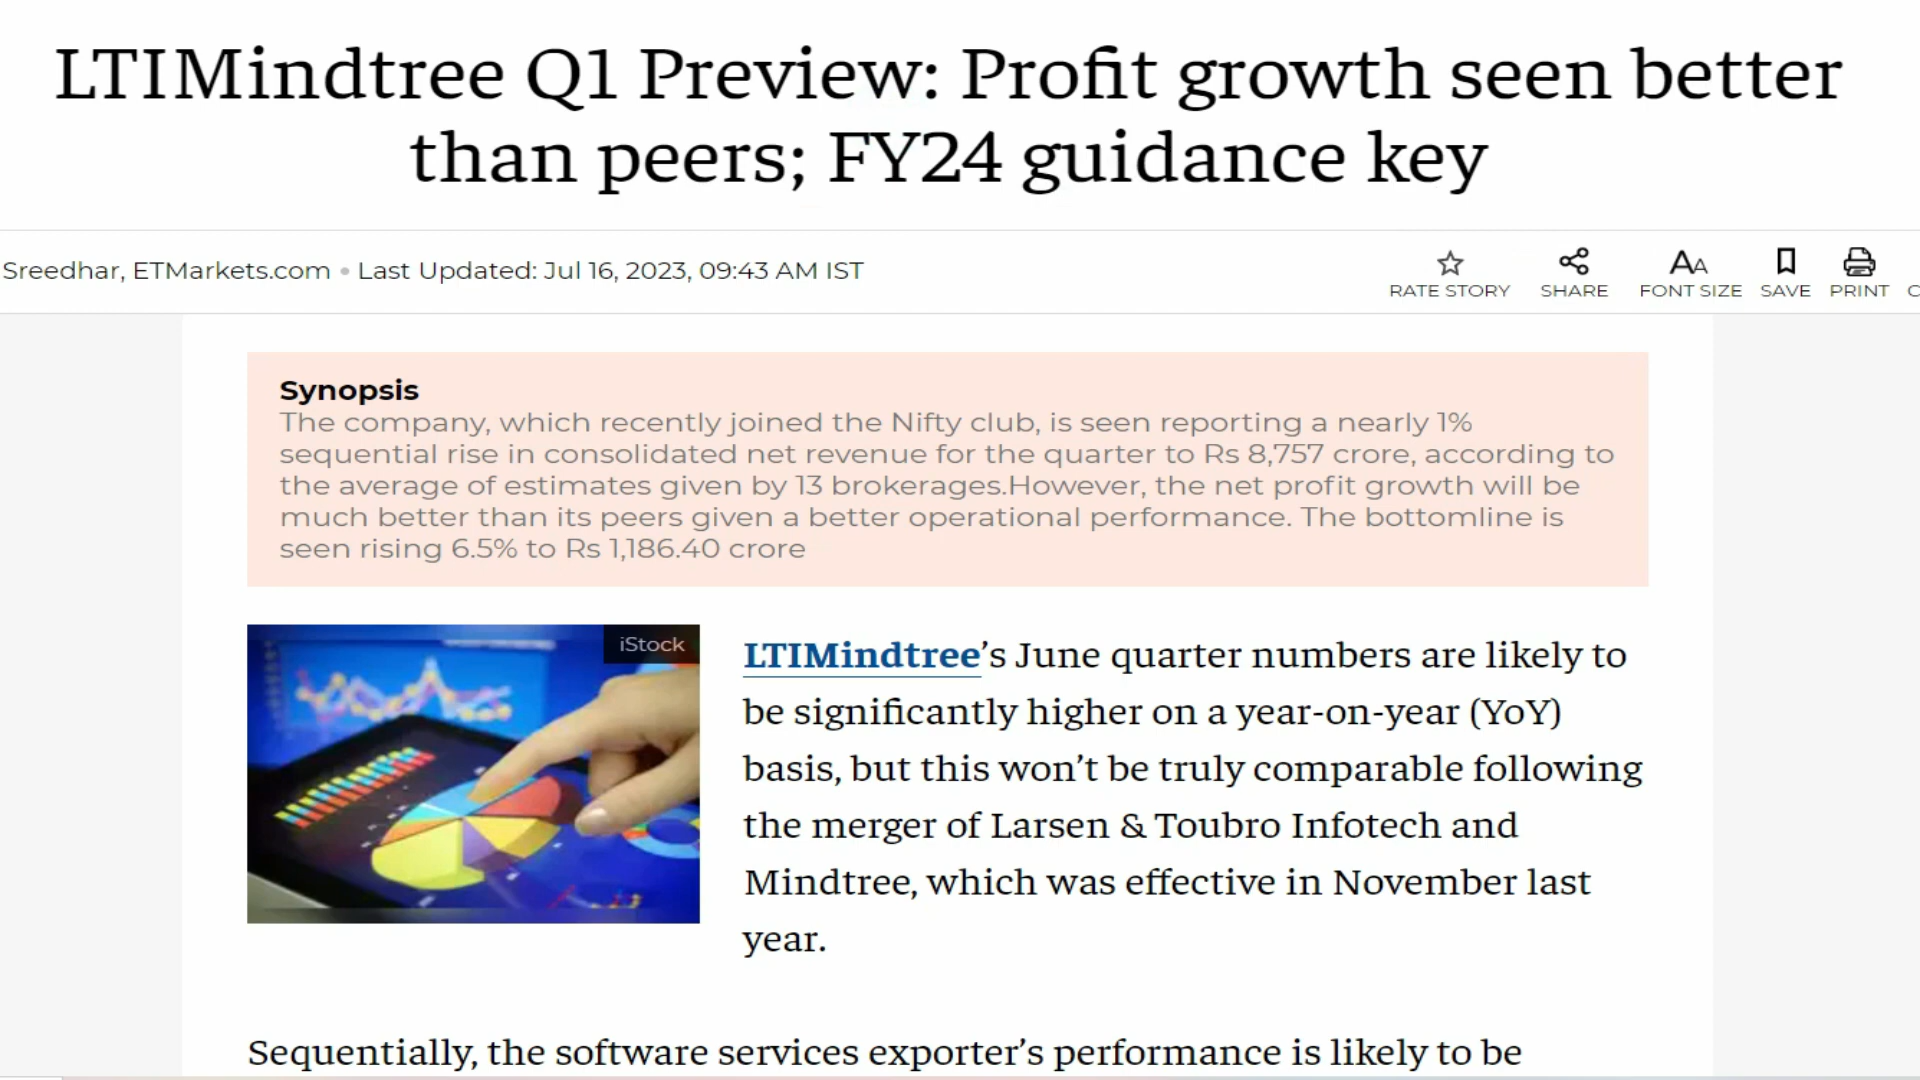 LTIMindtree Q1 Preview: Profit growth seen better
than peers; FY24 guidance key
Sreedhar, ETMarkets.com • Last Updated: Jul 16, 2023, 09:43 AM IST
RATE STORY SHARE FONT SIZE SAVE PRINT C
Synopsis
The company, which recently joined the Nifty club, is seen reporting a nearly 1%
sequential rise in consolidated net revenue for the quarter to Rs 8,757 crore, according to
the average of estimates given by 13 brokerages.However, the net profit growth will be
much better than its peers given a better operational performance. The bottomline is
seen rising 6.5% to Rs 1,186.40 crore
iStock
LTIMindtree’s June quarter numbers are likely to
be significantly higher on a year-on-year (YoY)
basis, but this won’t be truly comparable following
the merger of Larsen & Toubro Infotech and
Mindtree, which was effective in November last
year.
Sequentially, the software services exporter’s performance is likely to be